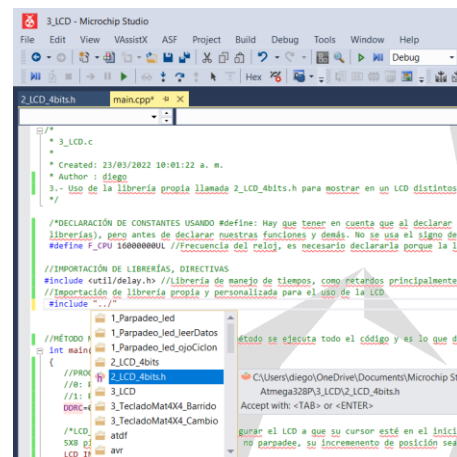 3_LCD - Microchip Studio
File Edit View VAssistX ASF Project Build Debug Tools Window Help
Debug
Hex
2_LCD_4bits.h main.cpp*
/*
* 3_LCD.c
*
* Created: 23/03/2022 10:01:22 a. m.
* Author : diego
3.- Uso de la librería propia llamada 2_LCD_4bits.h para mostrar en un LCD distintos
*/
/*DECLARACIÓN DE CONSTANTES USANDO #define: Hay que tener en cuenta que al declarar
librerías), pero antes de declarar nuestras funciones y demás. No se usa el signo de
#define F_CPU 16000000UL //Frecuencia del reloj, es necesario declararla porque la l
//IMPORTACIÓN DE LIBRERÍAS, DIRECTIVAS
#include <util/delay.h> //Librería de manejo de tiempos, como retardos principalmente
//Importación de librería propia y personalizada para el uso de la LCD
#include "../"
1_Parpadeo_led
1_Parpadeo_led_leerDatos
//MÉTODO étodo se ejecuta todo el código y es lo que d
1_Parpadeo_led_ojoCiclon
int main(
2_LCD_4bits
{
2_LCD_4bits.h
//PROG
C:\Users\diego\OneDrive\Documents\Microchip St
3_LCD
//0:
Atmega328P\3_LCD\2_LCD_4bits.h
3_TecladoMat4X4_Barrido
//1:
Accept with: <TAB> or <ENTER>
3_TecladoMat4X4_Cambio
DDRC=
atdf
/*LCD_ gurar el LCD a que su cursor esté en el inici
avr
5X8 no parpadee, su incremenento de posición sea
LCD